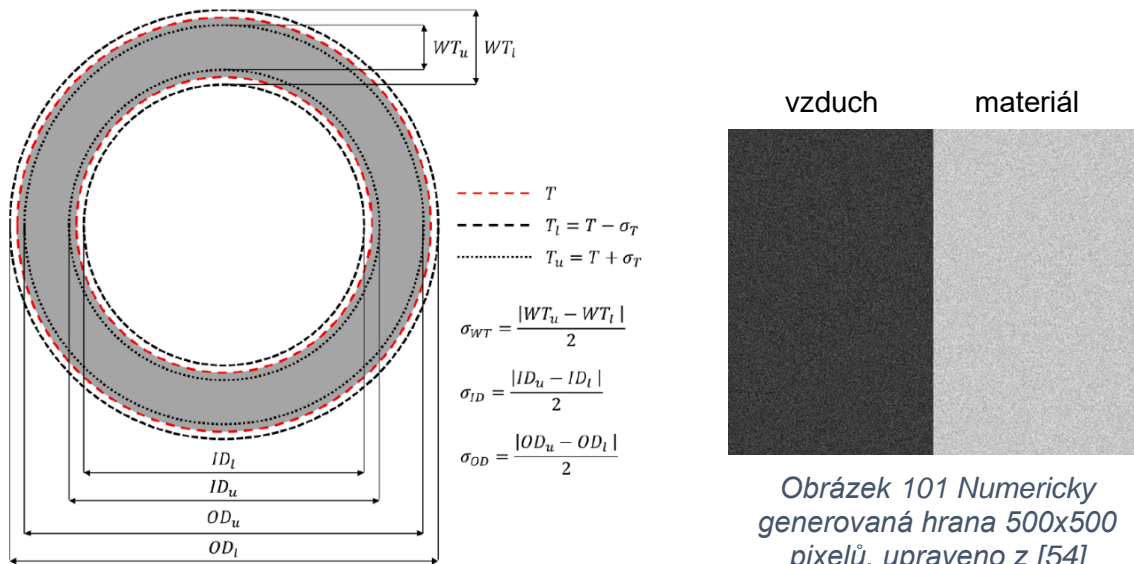 WT_u WT_l
T
T_l = T − σ_T
T_u = T + σ_T
σ_WT = |WT_u − WT_l| / 2
σ_ID = |ID_u − ID_l| / 2
σ_OD = |OD_u − OD_l| / 2
ID_l
ID_u
OD_u
OD_l
vzduch materiál
Obrázek 101 Numericky
generovaná hrana 500x500
pixelů, upraveno z [54]